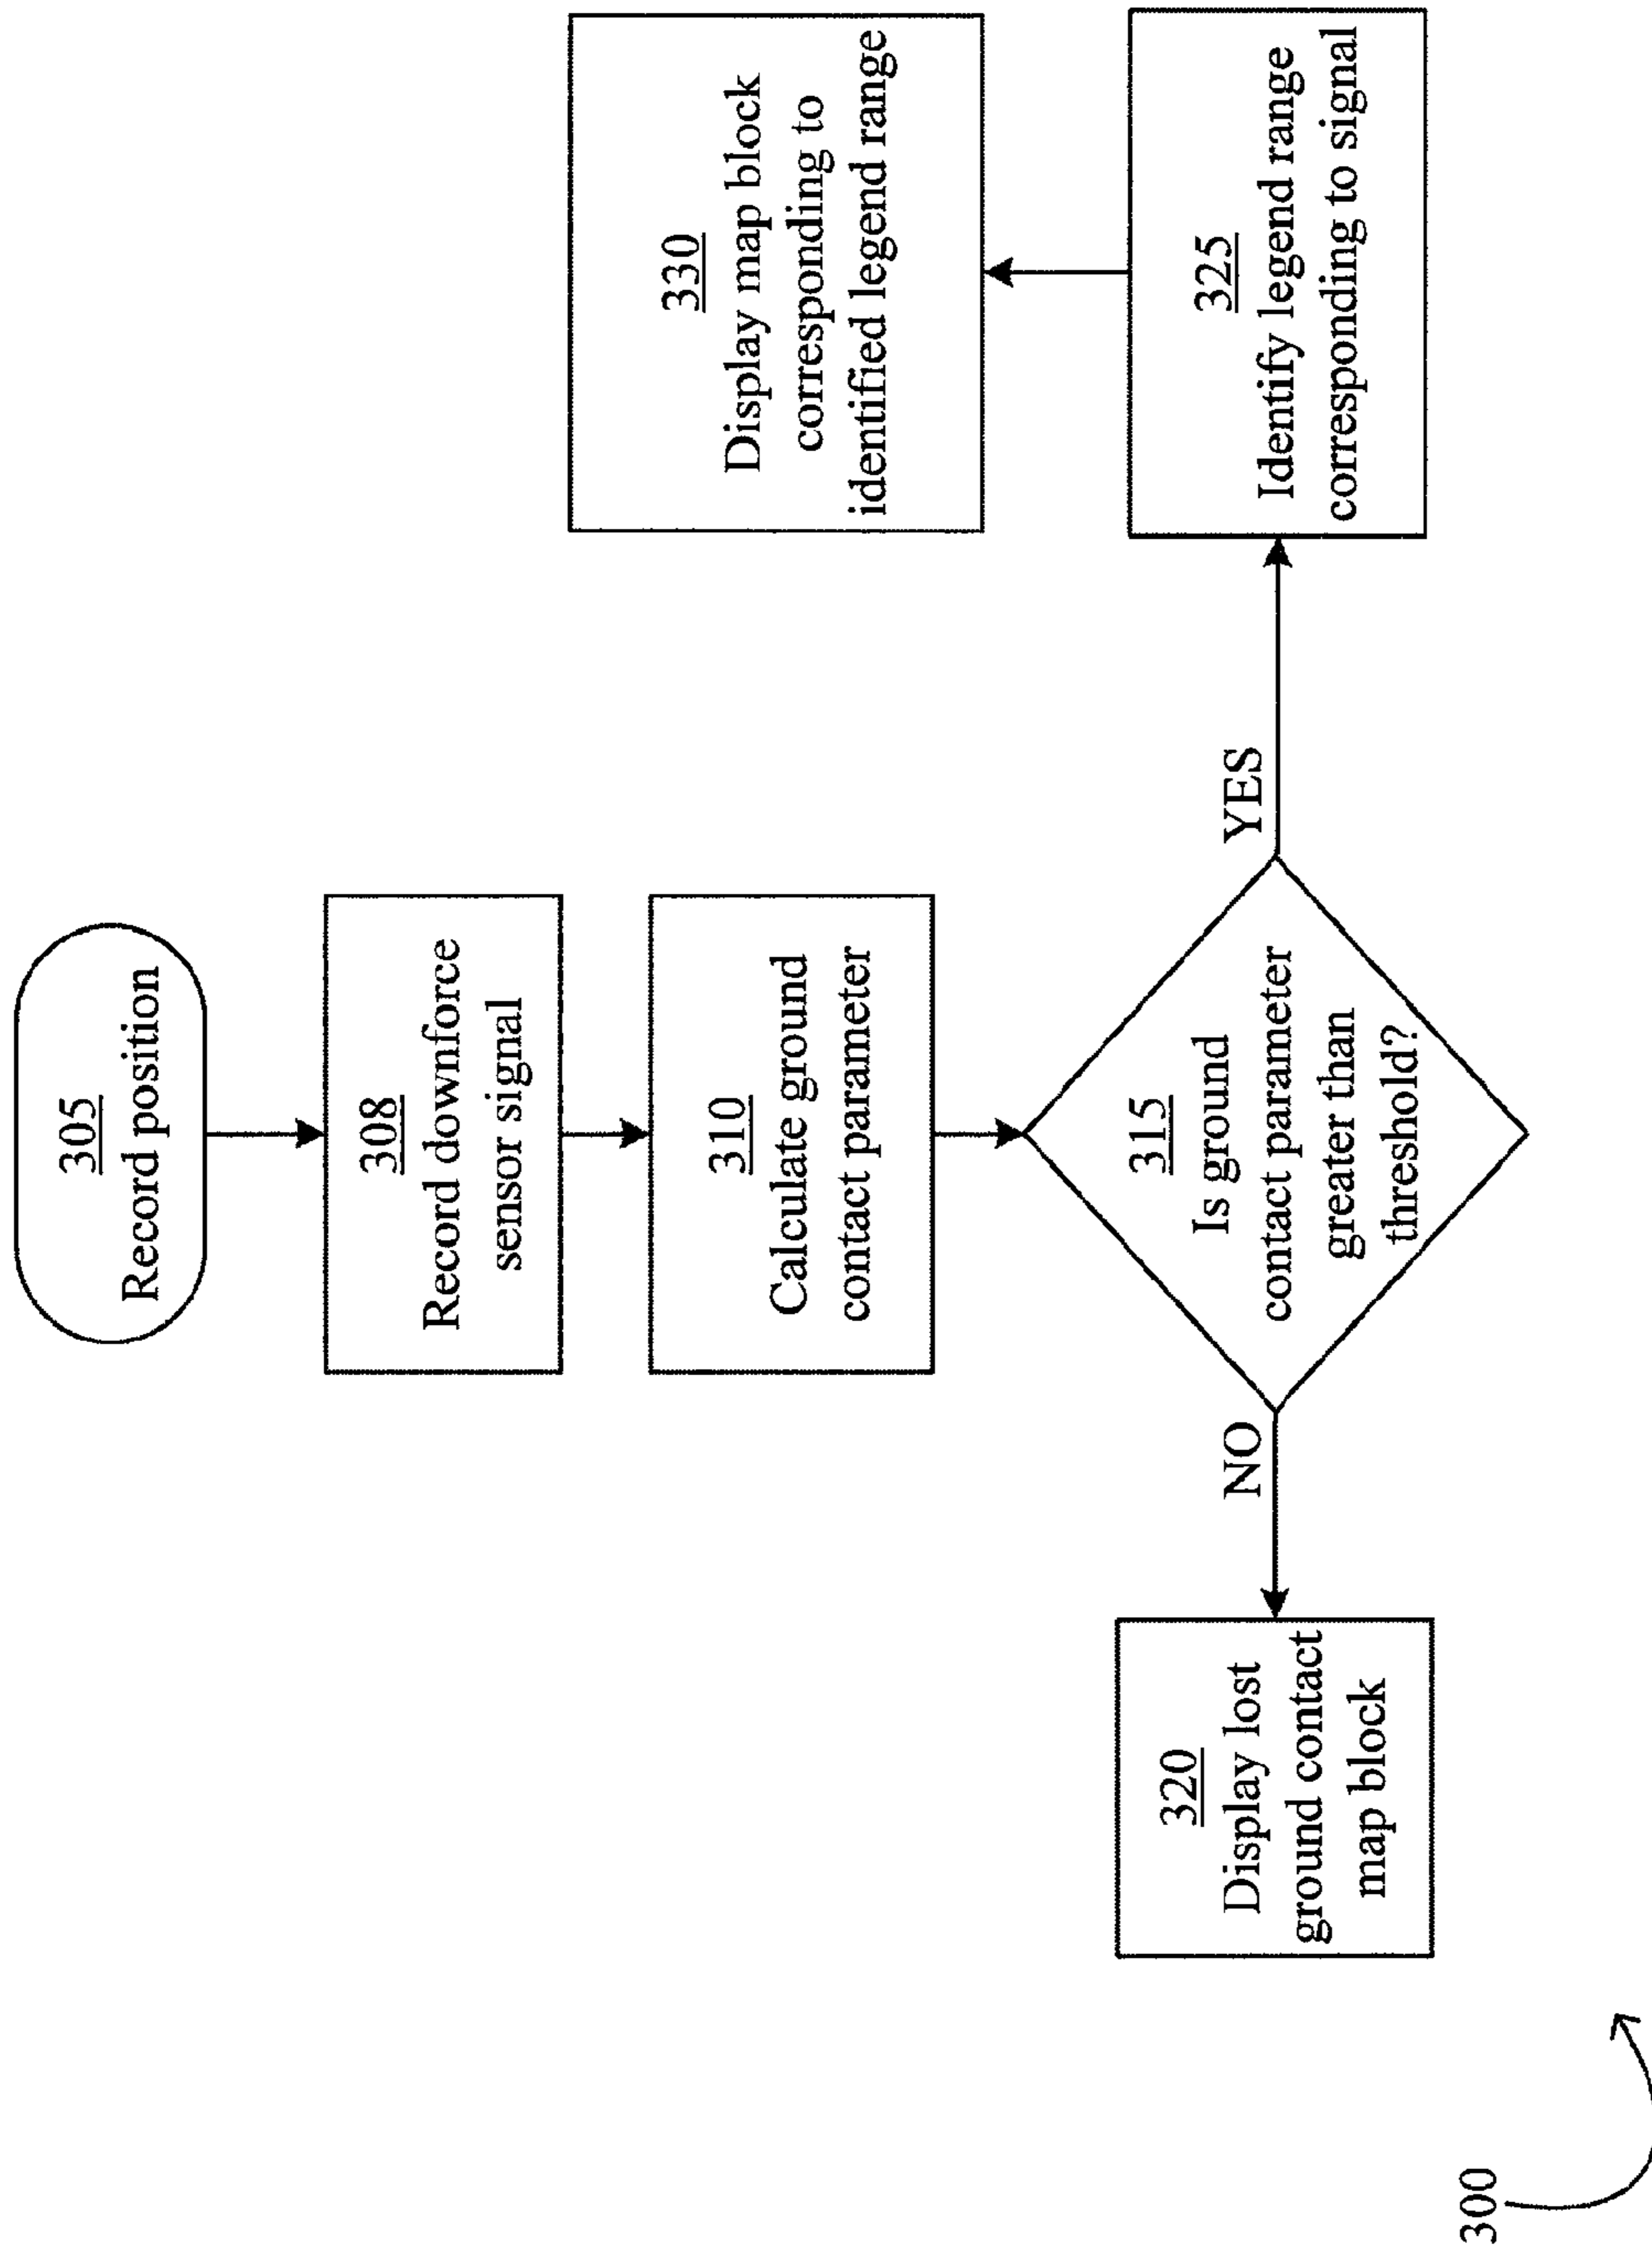 305
Record position
308
Record downforce
sensor signal
310
Calculate ground
contact parameter
315
Is ground
contact parameter
greater than
threshold?
NO
YES
320
Display lost
ground contact
map block
325
Identify legend range
corresponding to signal
330
Display map block
corresponding to
identified legend range
300